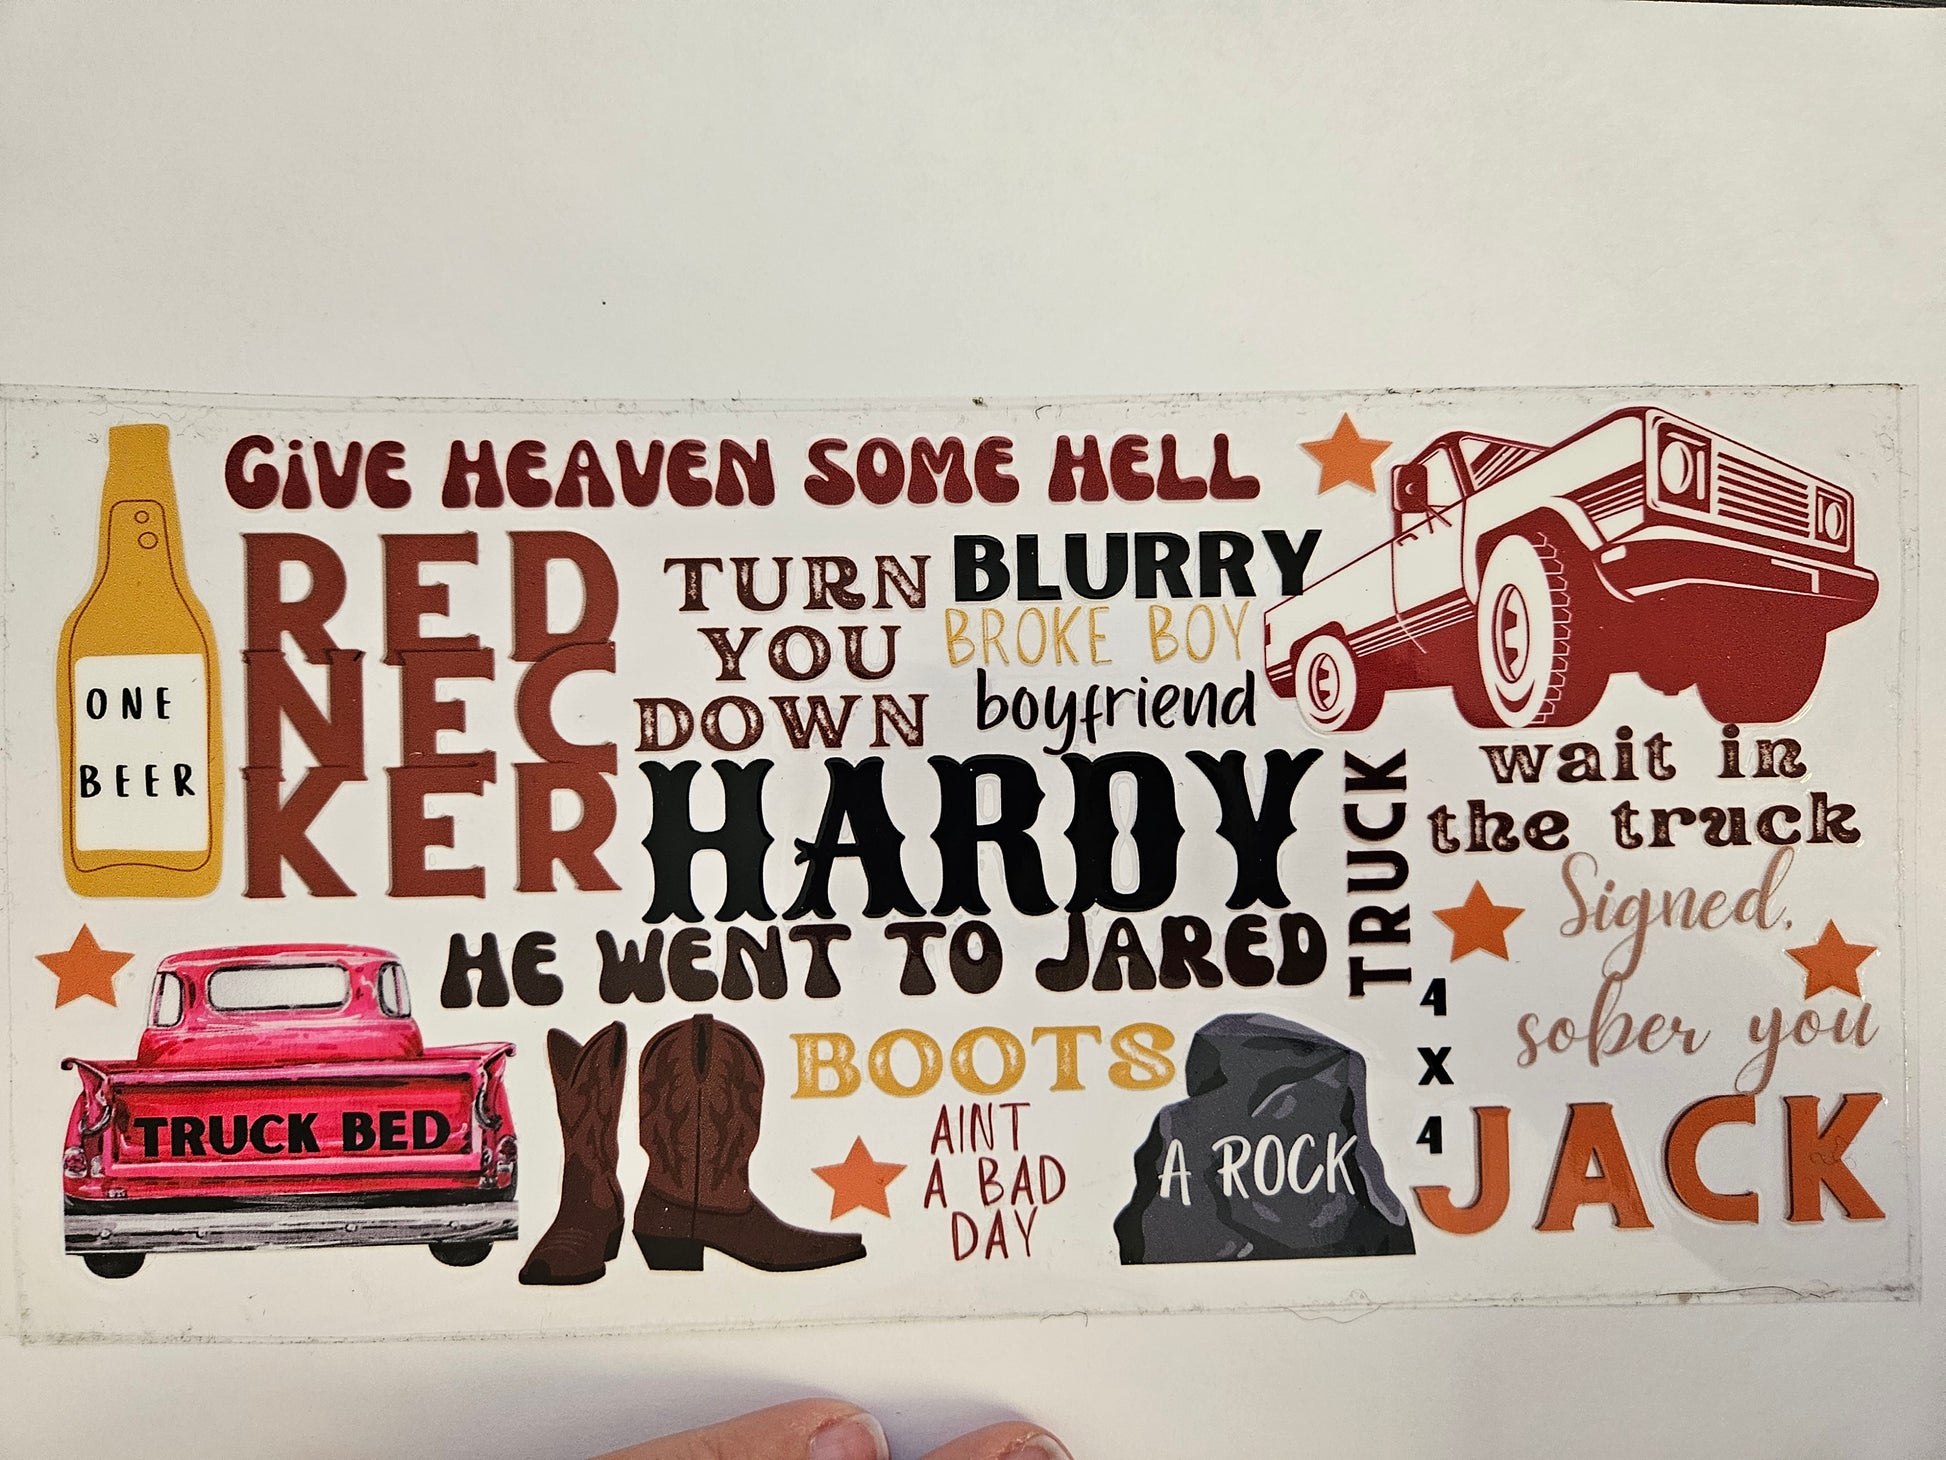 GiVE HEAVEN SOME HELL
ONE
BEER
RED
NEC
KER
TURN
YOU
DOWN
BLURRY
BROKE BOY
boyfriend
HARDY
HE WENT TO JARED
TRUCK
wait in
the truck
Signed,
sober you
4
X
4
JACK
TRUCK BED
BOOTS
AINT
A BAD
DAY
A ROCK